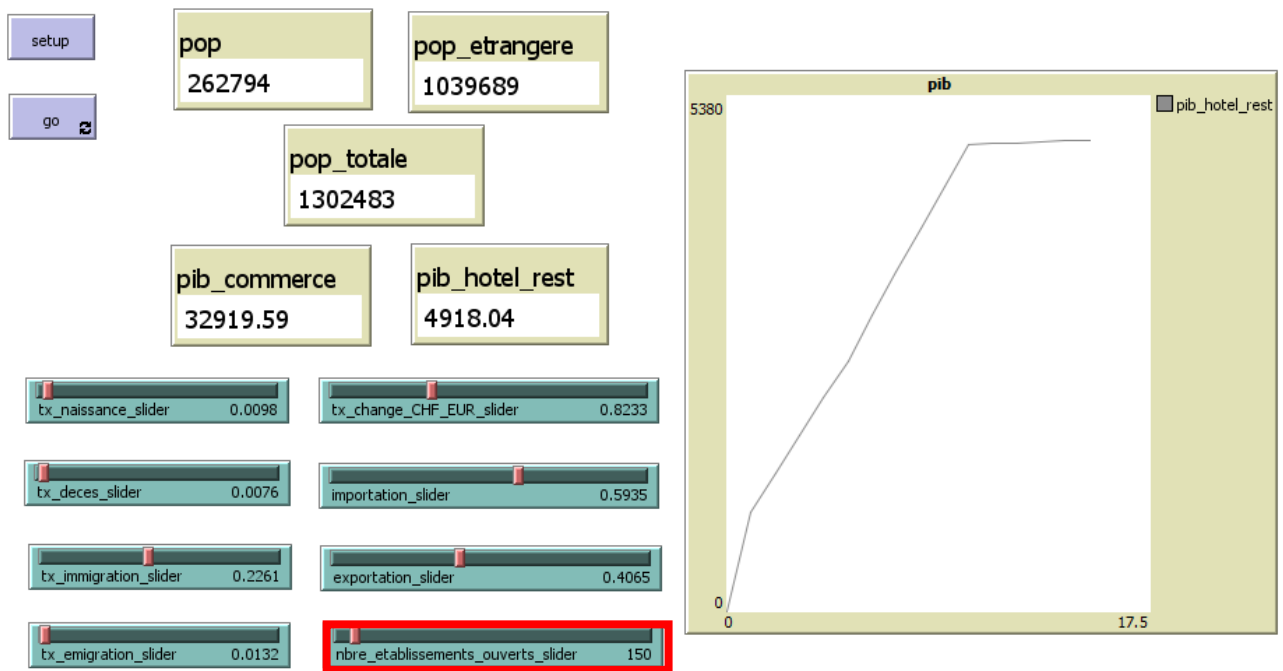 setup
go
pop
262794
pop_etrangere
1039689
pop_totale
1302483
pib_commerce
32919.59
pib_hotel_rest
4918.04
tx_naissance_slider 0.0098
tx_change_CHF_EUR_slider 0.8233
tx_deces_slider 0.0076
importation_slider 0.5935
tx_immigration_slider 0.2261
exportation_slider 0.4065
tx_emigration_slider 0.0132
nbre_etablissements_ouverts_slider 150
pib
5380
pib_hotel_rest
0
0 17.5